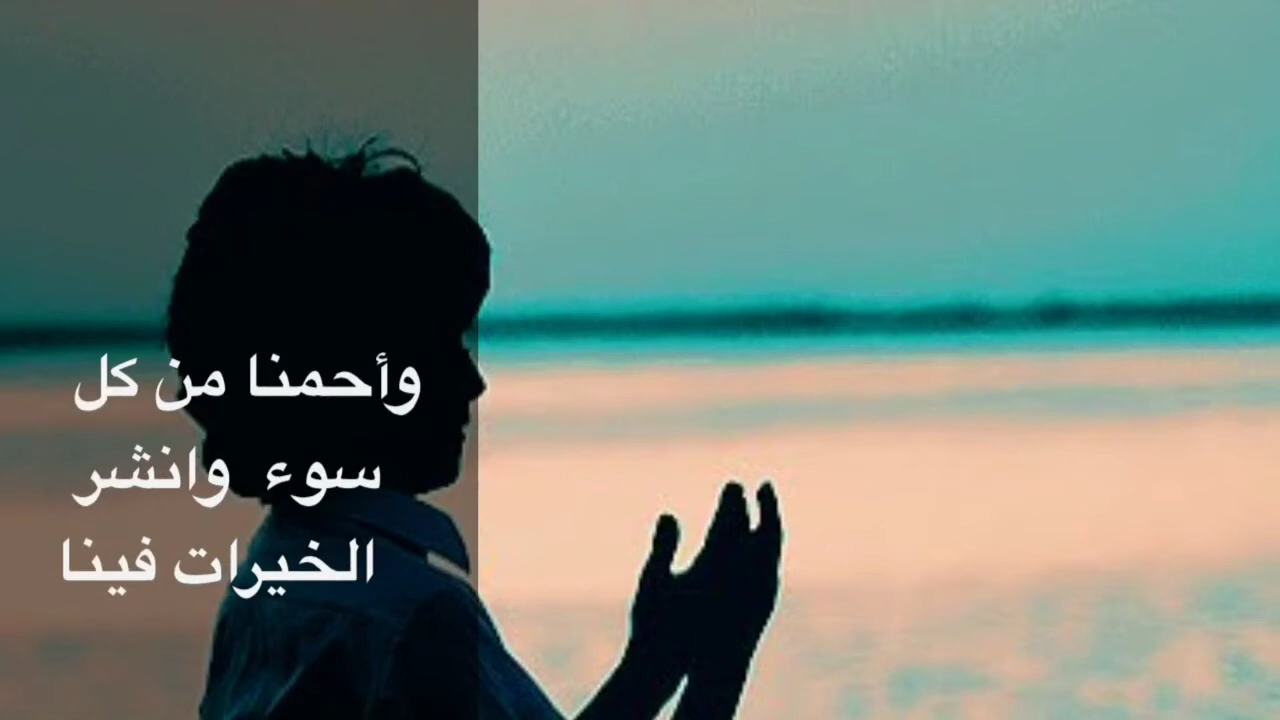 وأحمنا من كل
سوء وانشر
الخيرات فينا